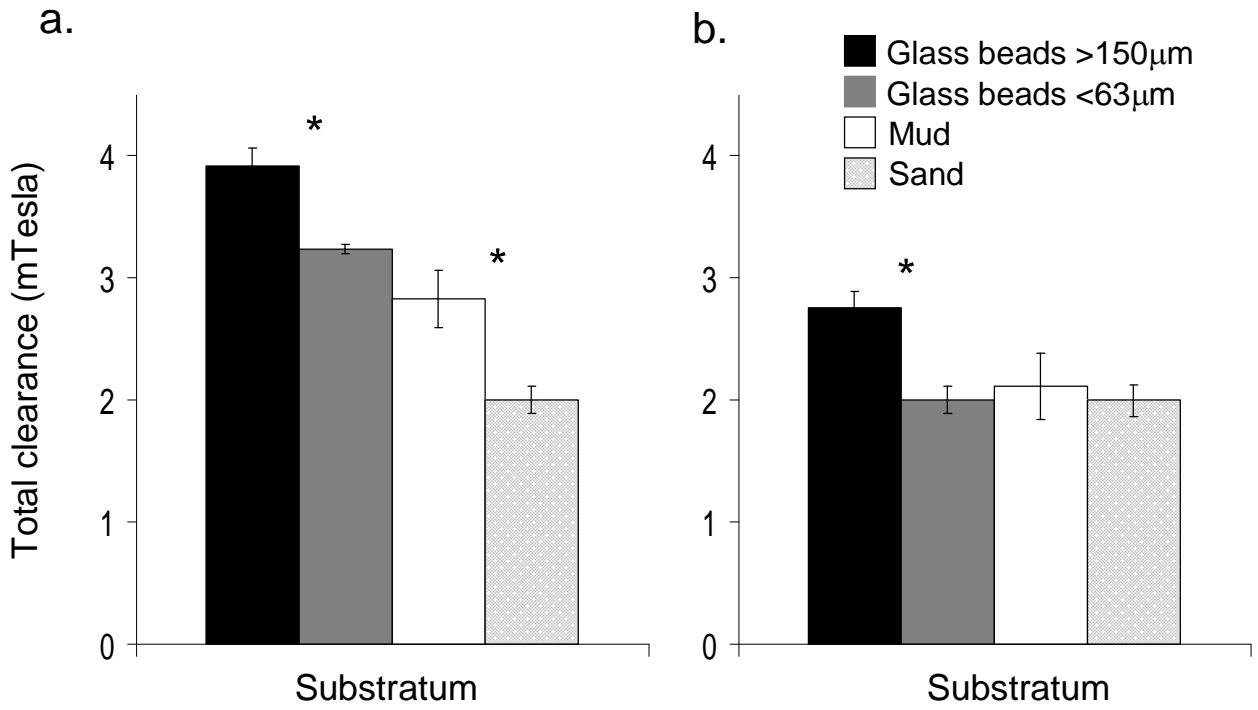 a.
Total clearance (mTesla)
4
3
2
1
0
*
*
Substratum
b.
Glass beads >150μm
Glass beads <63μm
Mud
Sand
4
3
2
1
0
*
Substratum